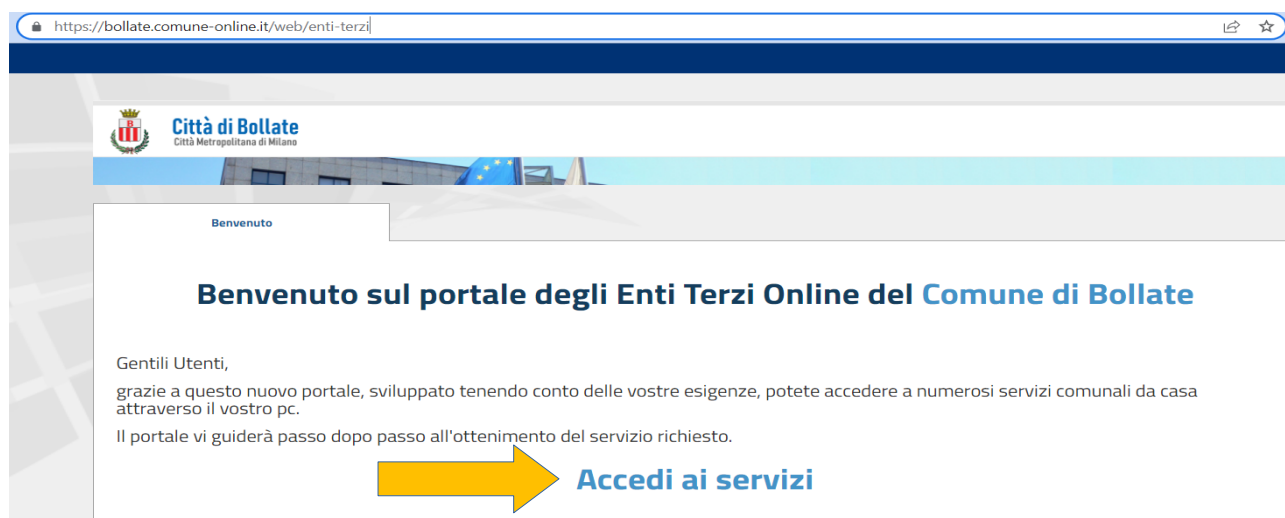 https://bollate.comune-online.it/web/enti-terzi
Città di Bollate
Città Metropolitana di Milano
Benvenuto
Benvenuto sul portale degli Enti Terzi Online del Comune di Bollate
Gentili Utenti,
grazie a questo nuovo portale, sviluppato tenendo conto delle vostre esigenze, potete accedere a numerosi servizi comunali da casa
attraverso il vostro pc.
Il portale vi guiderà passo dopo passo all'ottenimento del servizio richiesto.
Accedi ai servizi